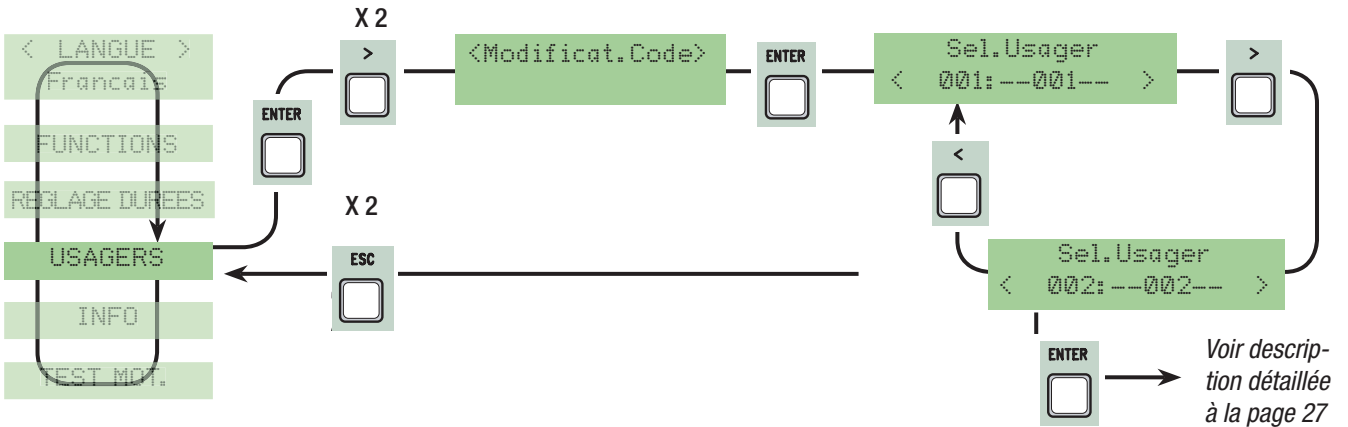 X 2
< LANGUE >
Francais
FUNCTIONS
REGLAGE DUREES
USAGERS
INFO
TEST MOT.
ENTER
>
<Modificat.Code>
ENTER
Sel.Usager
< 001:--001-- >
>
<
Sel.Usager
< 002:--002-- >
X 2
ESC
ENTER
Voir descrip-
tion détaillée
à la page 27